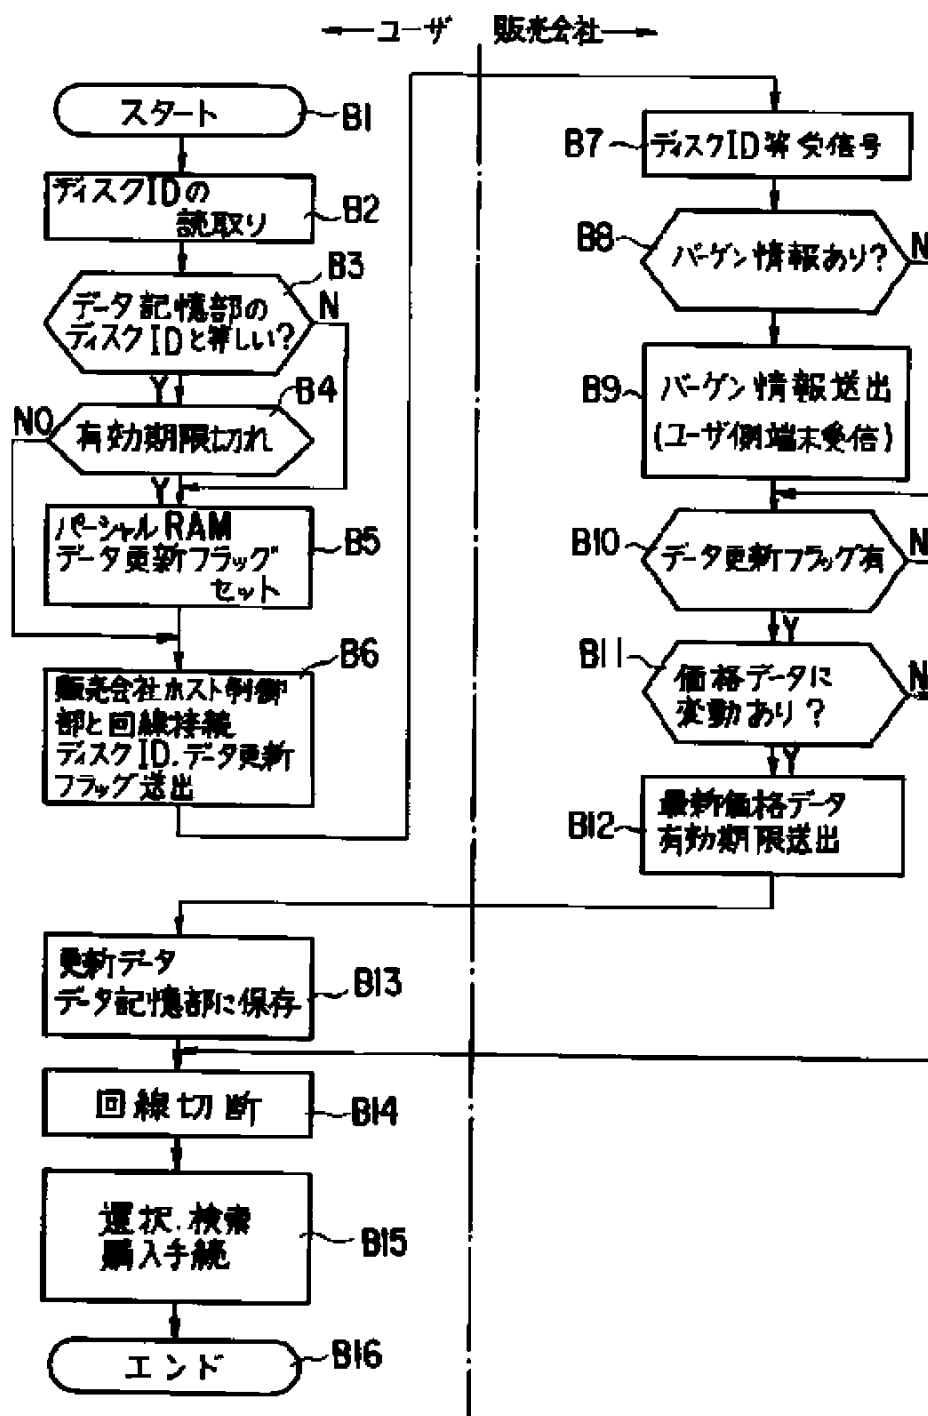 ユーザ
販売会社
スタート
B1
ディスクIDの
読取り
B2
B3
データ記憶部の
ディスクIDと等しい?
N
Y
B4
NO
有効期限切れ
Y
パーシャルRAM
データ更新フラグ
セット
B5
B6
販売会社ホスト制御
部と回線接続
ディスクID.データ更新
フラッグ送出
B7
ディスクID等受信号
B8
バーゲン情報あり?
N
B9
バーゲン情報送出
(ユーザ側端末受信)
B10
データ更新フラッグ有
N
Y
B11
価格データに
変動あり?
N
Y
B12
最新価格データ
有効期限送出
更新データ
データ記憶部に保存
B13
回線切断
B14
選択.検索
購入手続
B15
エンド
B16